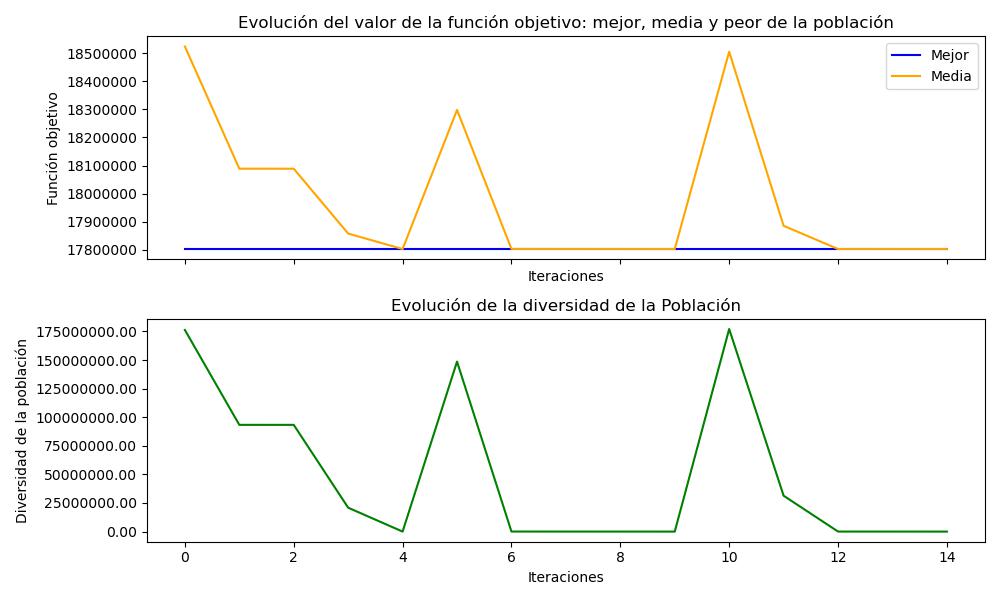 Evolución del valor de la función objetivo: mejor, media y peor de la población
Función objetivo
18500000
18400000
18300000
18200000
18100000
18000000
17900000
17800000
Mejor
Media
Iteraciones
Evolución de la diversidad de la Población
Diversidad de la población
175000000.00
150000000.00
125000000.00
100000000.00
75000000.00
50000000.00
25000000.00
0.00
0 2 4 6 8 10 12 14
Iteraciones